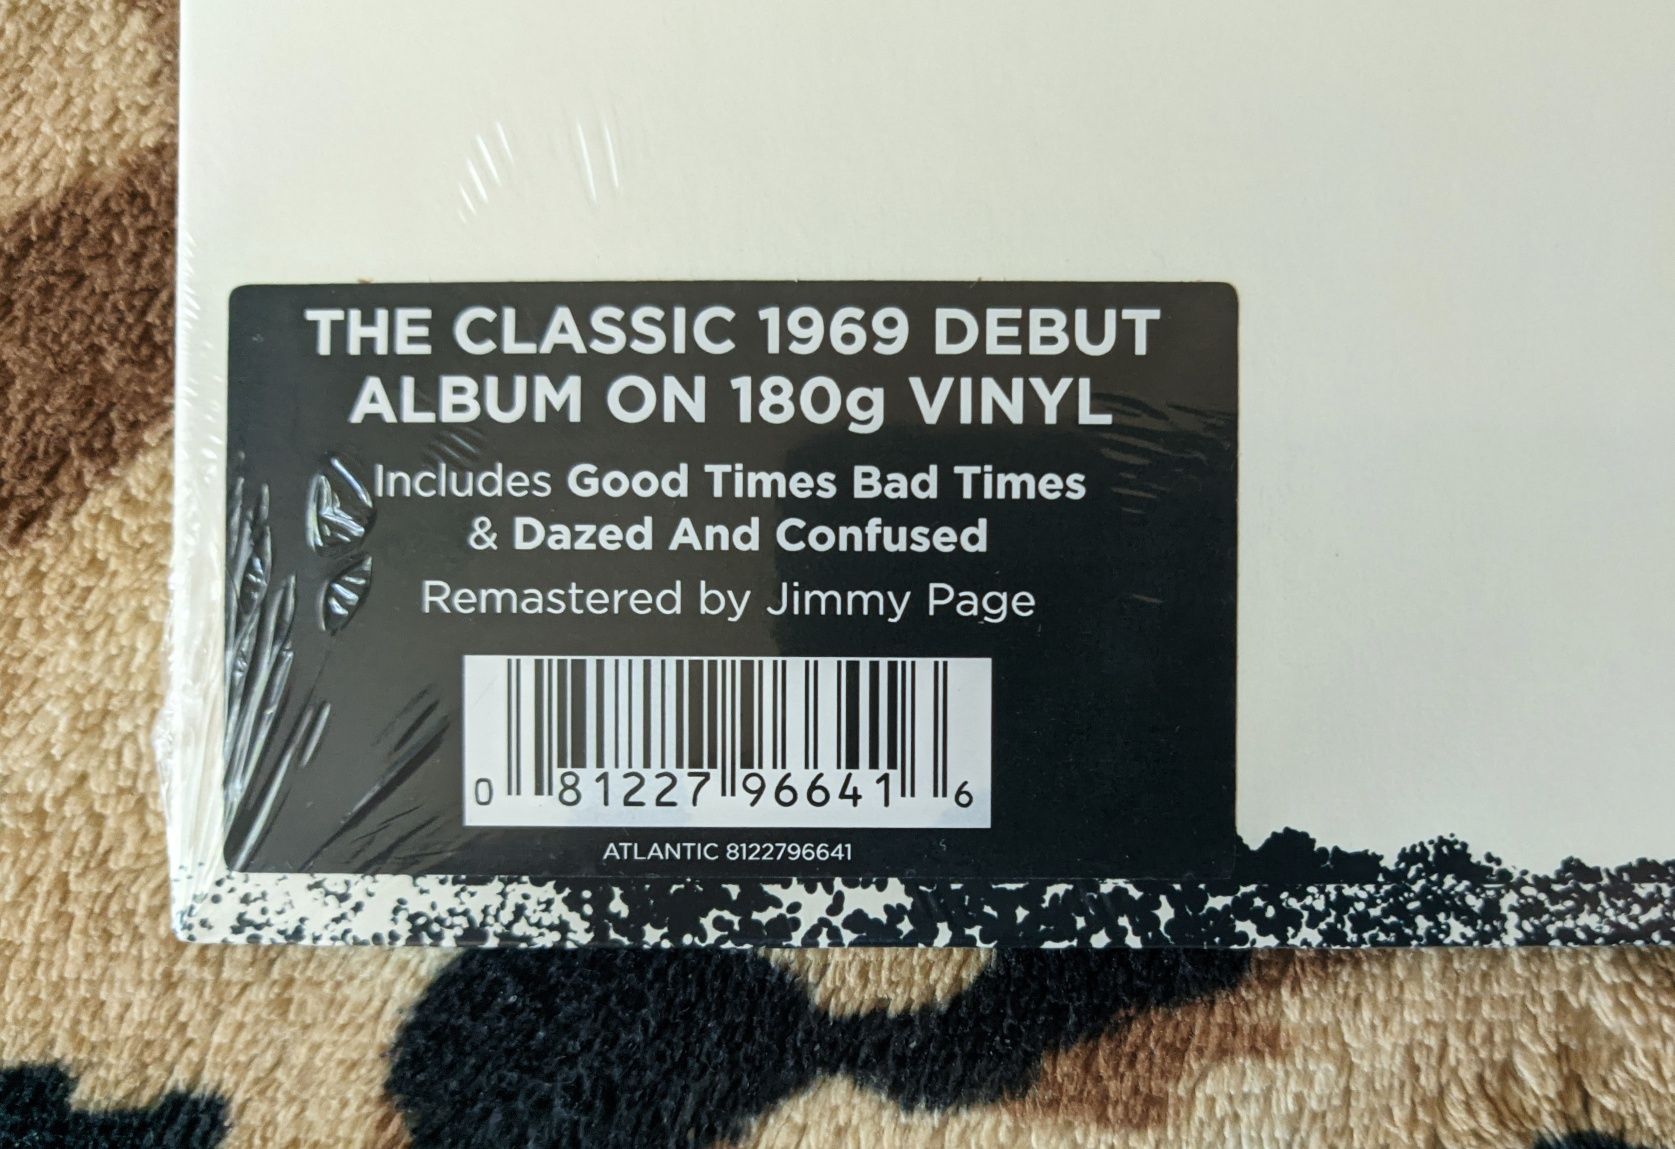 THE CLASSIC 1969 DEBUT
ALBUM ON 180g VINYL
Includes Good Times Bad Times
& Dazed And Confused
Remastered by Jimmy Page
0 81227 96641 6
ATLANTIC 8122796641